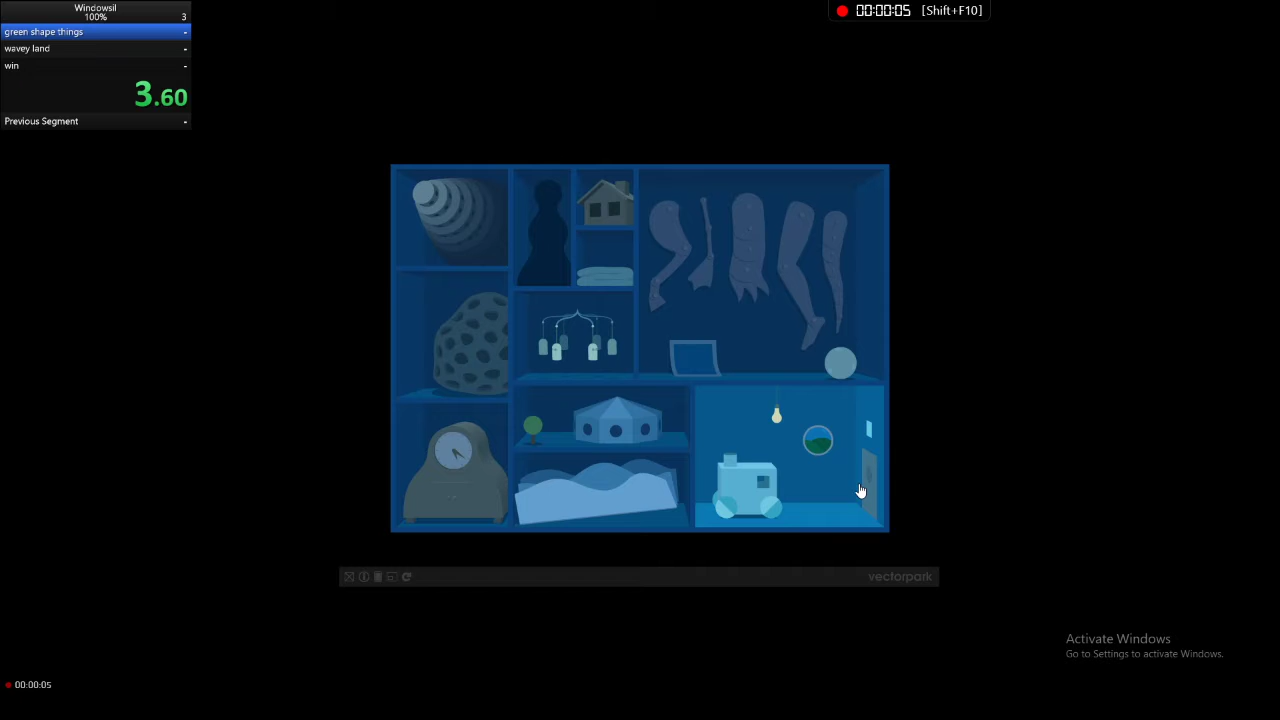 Windowsil
100% 3
green shape things -
wavey land -
win -
3.60
Previous Segment -
00:00:05 [Shift+F10]
vectorpark
Activate Windows
Go to Settings to activate Windows.
00:00:05